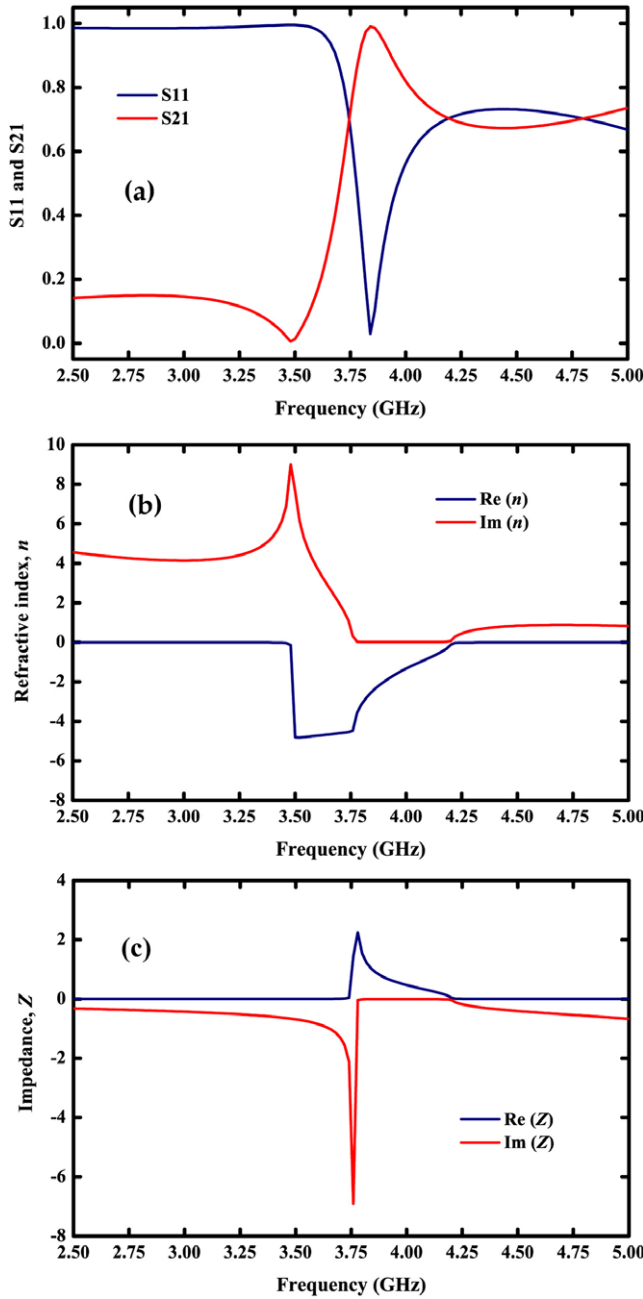 1.0
0.8
0.6
0.4
0.2
0.0
S11 and S21
S11
S21
(a)
2.50 2.75 3.00 3.25 3.50 3.75 4.00 4.25 4.50 4.75 5.00
Frequency (GHz)
10
8
6
4
2
0
-2
-4
-6
-8
Refractive index, n
(b)
Re (n)
Im (n)
2.50 2.75 3.00 3.25 3.50 3.75 4.00 4.25 4.50 4.75 5.00
Frequency (GHz)
4
2
0
-2
-4
-6
-8
Impedance, Z
(c)
Re (Z)
Im (Z)
2.50 2.75 3.00 3.25 3.50 3.75 4.00 4.25 4.50 4.75 5.00
Frequency (GHz)